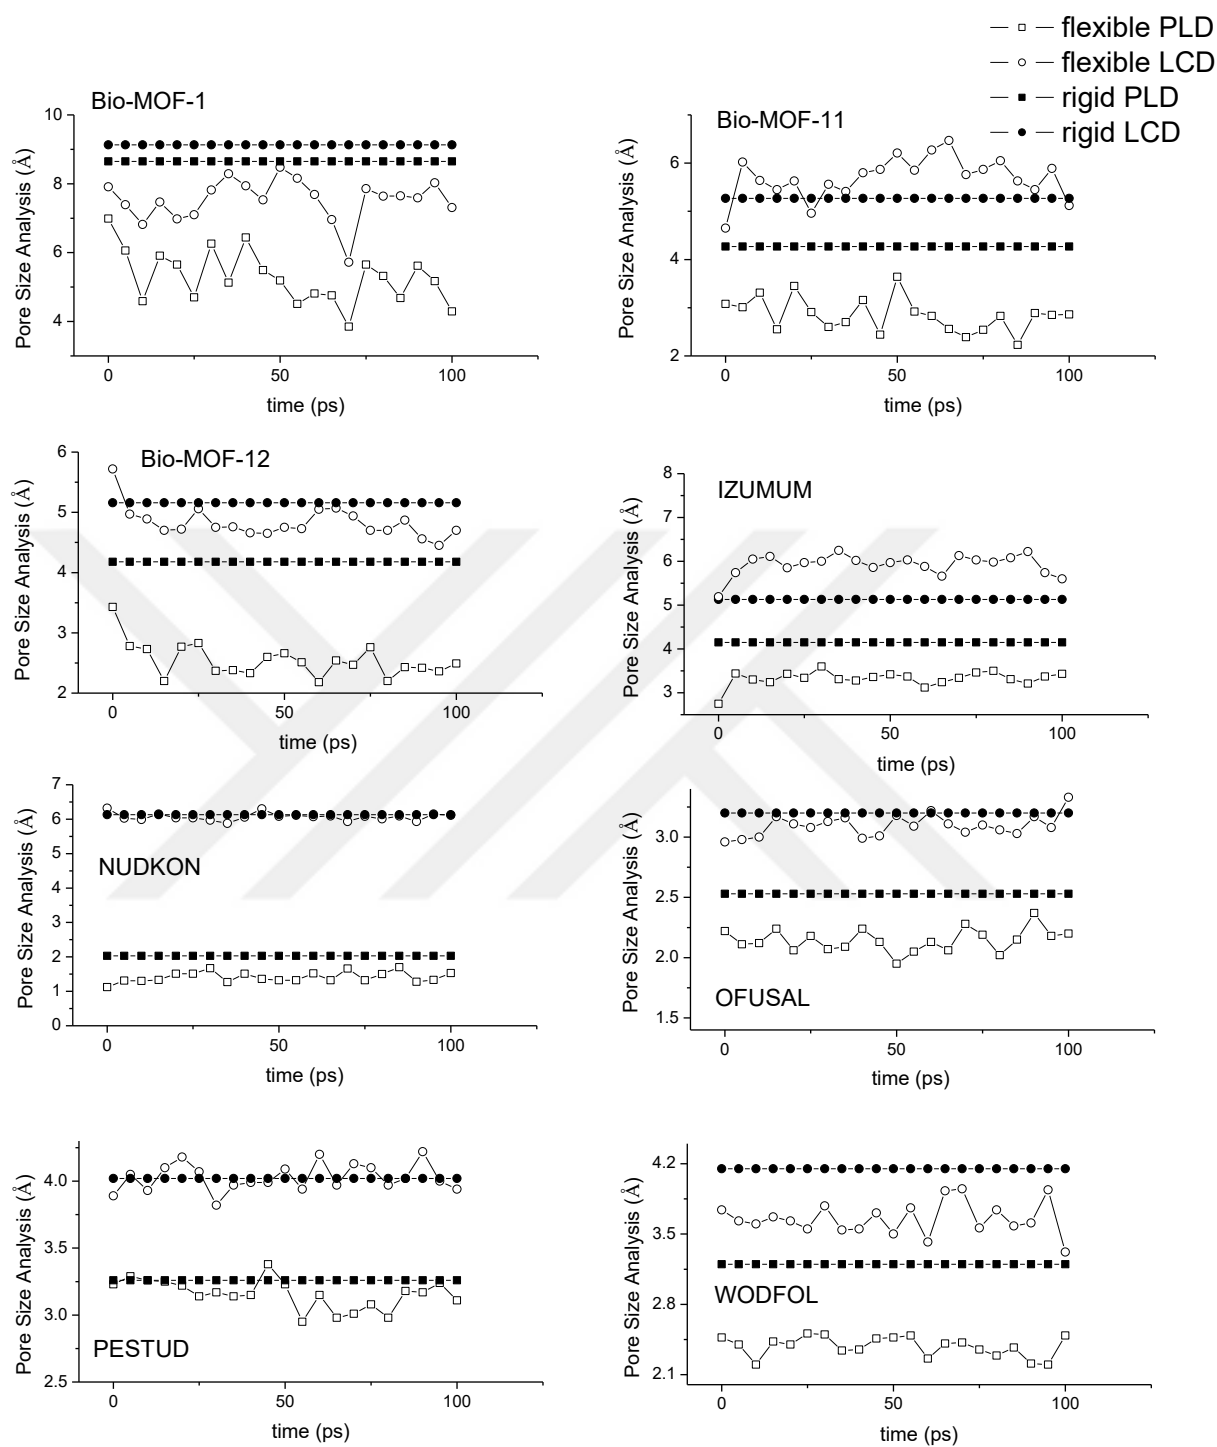 flexible PLD
flexible LCD
rigid PLD
rigid LCD
Bio-MOF-1
Pore Size Analysis (Å)
10
8
6
4
0 50 100
time (ps)
Bio-MOF-11
Pore Size Analysis (Å)
6
4
2
0 50 100
time (ps)
Bio-MOF-12
Pore Size Analysis (Å)
6
5
4
3
2
0 50 100
time (ps)
IZUMUM
Pore Size Analysis (Å)
8
7
6
5
4
3
0 50 100
time (ps)
NUDKON
Pore Size Analysis (Å)
7
6
5
4
3
2
1
0
0 50 100
time (ps)
OFUSAL
Pore Size Analysis (Å)
3.0
2.5
2.0
1.5
0 50 100
time (ps)
PESTUD
Pore Size Analysis (Å)
4.0
3.5
3.0
2.5
0 50 100
time (ps)
WODFOL
Pore Size Analysis (Å)
4.2
3.5
2.8
2.1
0 50 100
time (ps)